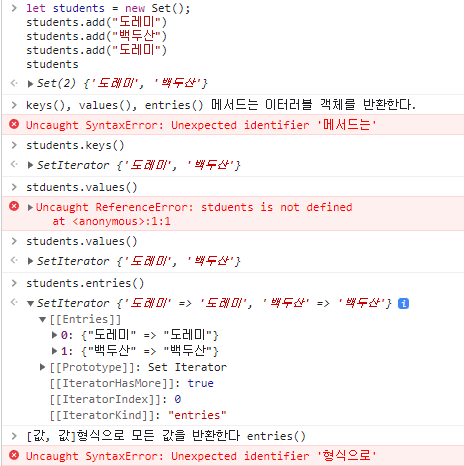 let students = new Set();
students.add("도레미")
students.add("백두산")
students.add("도레미")
students
Set(2) {'도레미', '백두산'}
keys(), values(), entries() 메서드는 이터러블 객체를 반환한다.
Uncaught SyntaxError: Unexpected identifier '메서드는'
students.keys()
SetIterator {'도레미', '백두산'}
stduents.values()
Uncaught ReferenceError: stduents is not defined
at <anonymous>:1:1
students.values()
SetIterator {'도레미', '백두산'}
students.entries()
SetIterator {'도레미' => '도레미', '백두산' => '백두산'} i
[[Entries]]
0: {"도레미" => "도레미"}
1: {"백두산" => "백두산"}
[[Prototype]]: Set Iterator
[[IteratorHasMore]]: true
[[IteratorIndex]]: 0
[[IteratorKind]]: "entries"
[값, 값]형식으로 모든 값을 반환한다 entries()
Uncaught SyntaxError: Unexpected identifier '형식으로'